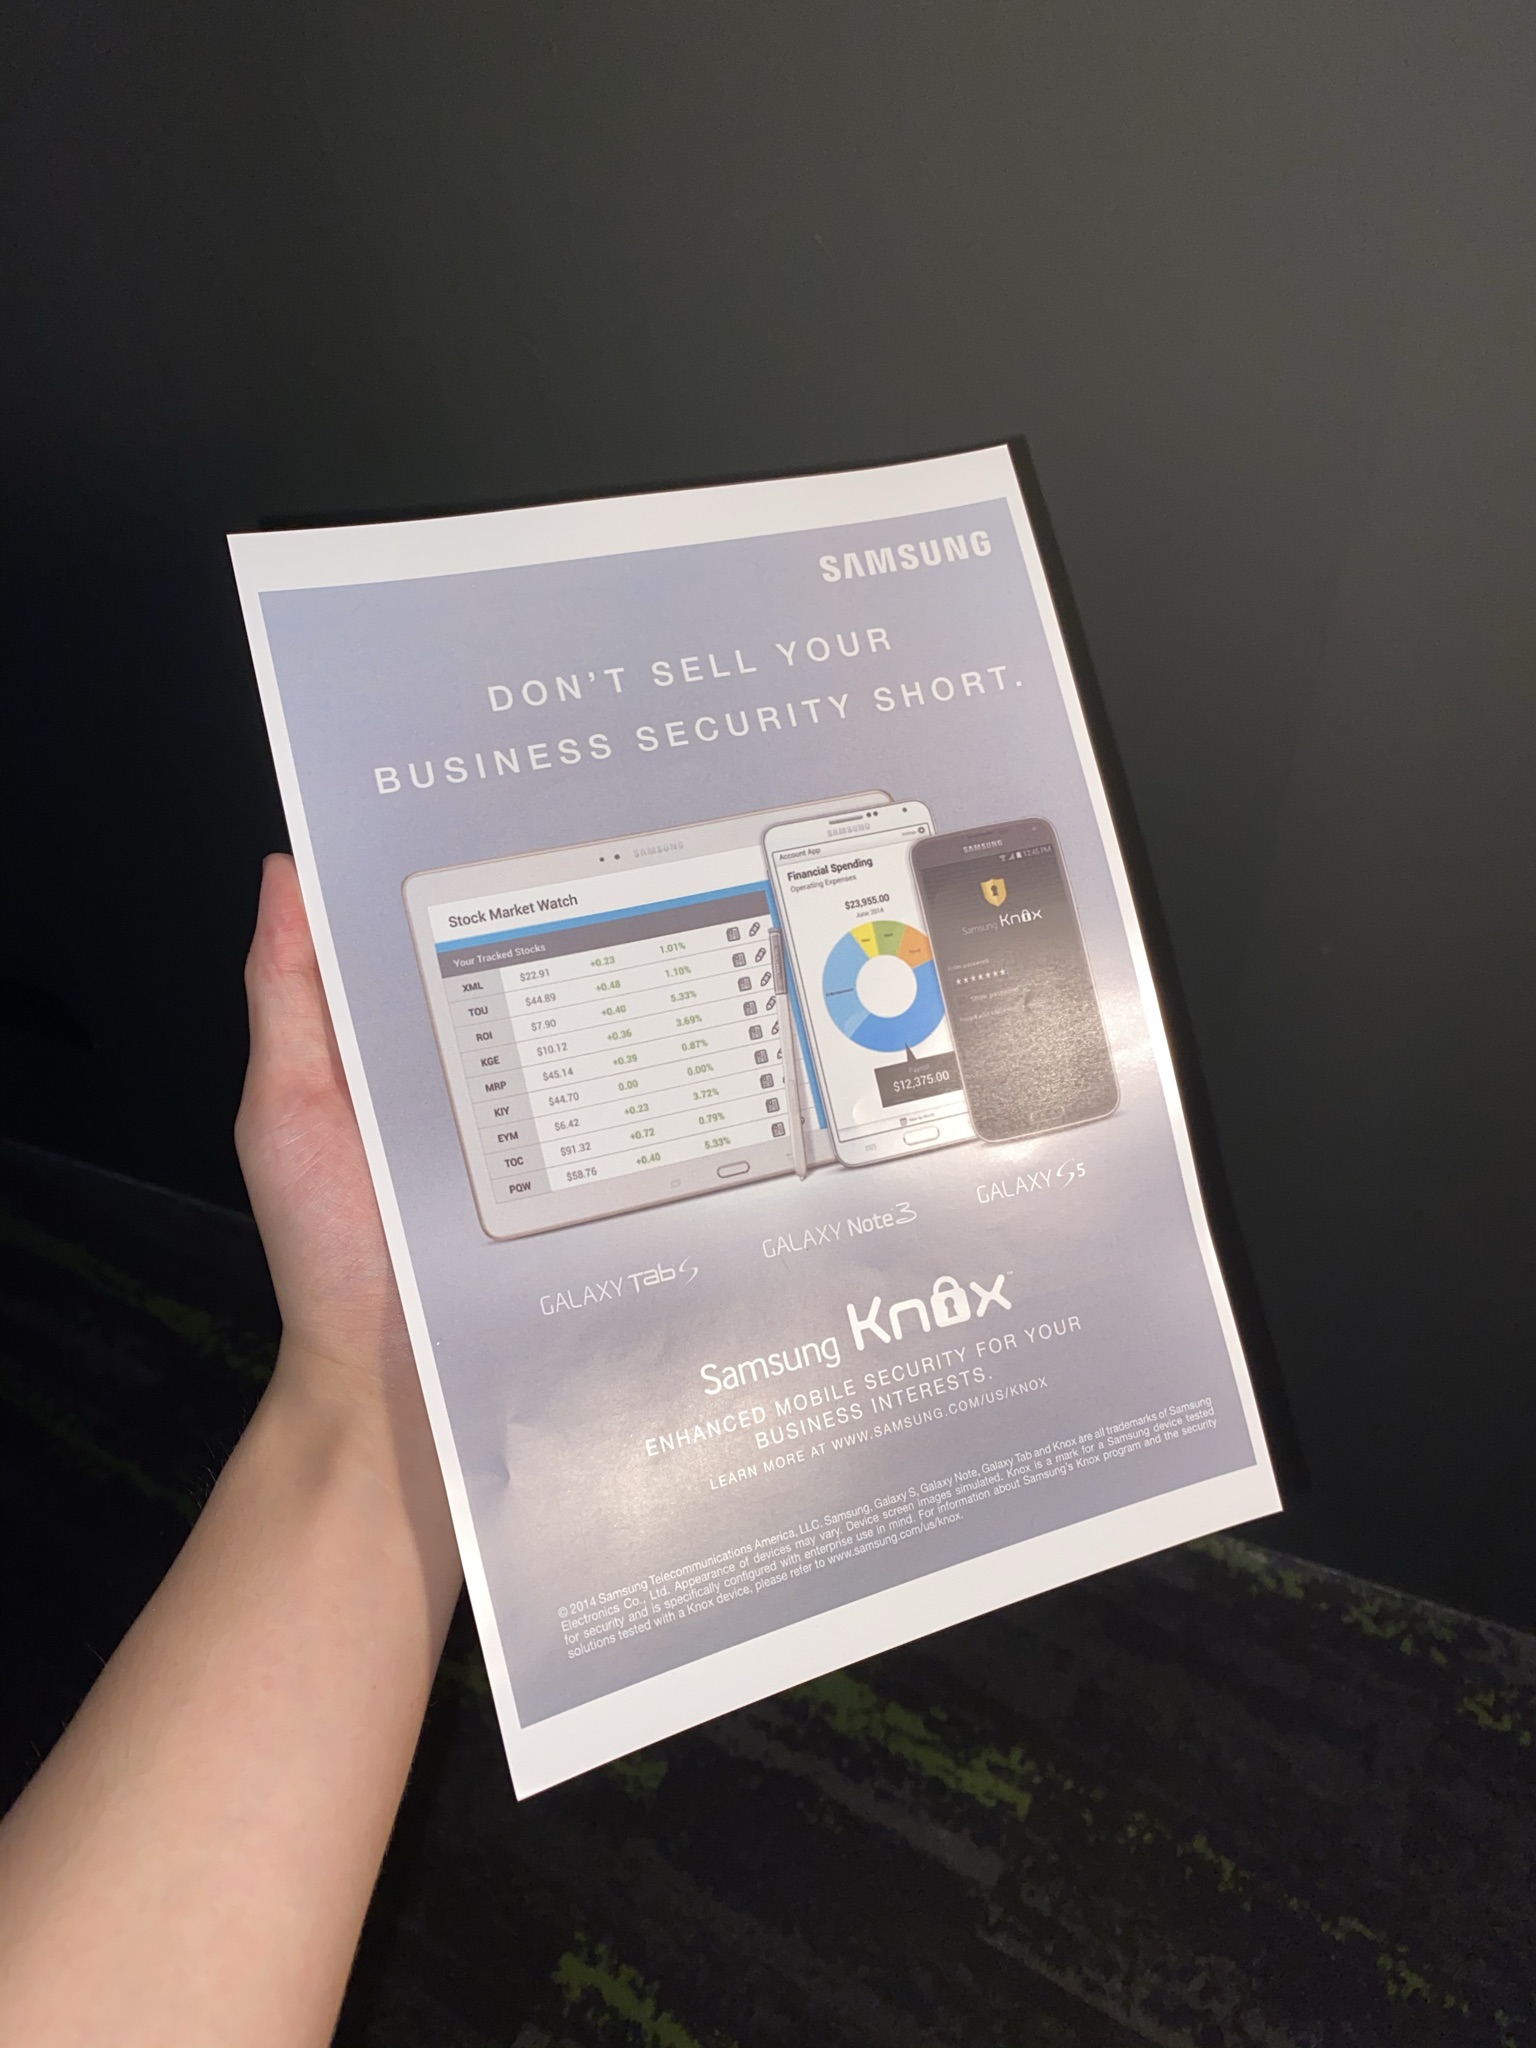 SAMSUNG
DON'T SELL YOUR
BUSINESS SECURITY SHORT.
SAMSUNG
Stock Market Watch
Your Tracked Stocks
XML $22.91 +0.23 1.01%
TOU $44.89 +0.48 1.10%
ROI $7.90 +0.40 5.33%
KGE $10.12 +0.36 3.69%
MRP $45.14 +0.39 0.87%
KIY $44.70 0.00 0.00%
EYM $6.42 +0.23 3.72%
TOC $91.32 +0.72 0.79%
PQW $58.75 +0.40 5.33%
SAMSUNG
Account App
Financial Spending
Operating Expenses
$23,955.00
June 2014
Payroll
$12,375.00
SAMSUNG
12:45 PM
Samsung Knox
Enter password
*******
Show password
GALAXY Tab S
GALAXY Note 3
GALAXY S5
Samsung Knox™
ENHANCED MOBILE SECURITY FOR YOUR
BUSINESS INTERESTS.
LEARN MORE AT WWW.SAMSUNG.COM/US/KNOX
© 2014 Samsung Telecommunications America, LLC. Samsung, Galaxy S, Galaxy Note, Galaxy Tab and Knox are all trademarks of Samsung
Electronics Co., Ltd. Appearance of devices may vary. Device screen images simulated. Knox is a mark for a Samsung device tested
for security and is specifically configured with enterprise use in mind. For information about Samsung's Knox program and the security
solutions tested with a Knox device, please refer to www.samsung.com/us/knox.